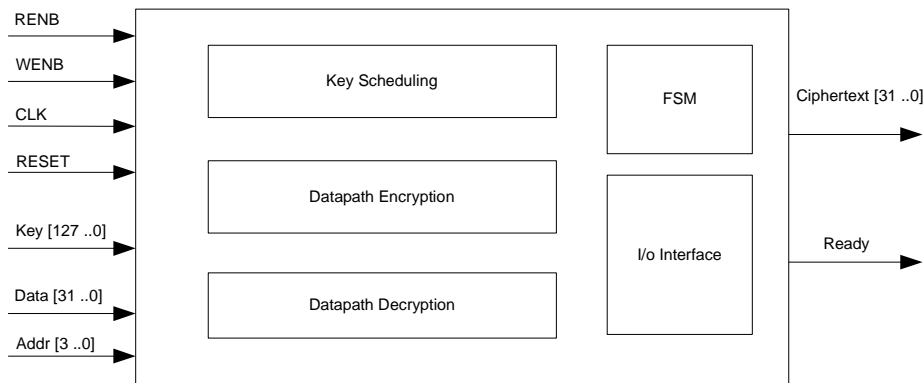 RENB
WENB
CLK
RESET
Key [127 ..0]
Data [31 ..0]
Addr [3 ..0]
Key Scheduling
Datapath Encryption
Datapath Decryption
FSM
I/o Interface
Ciphertext [31 ..0]
Ready